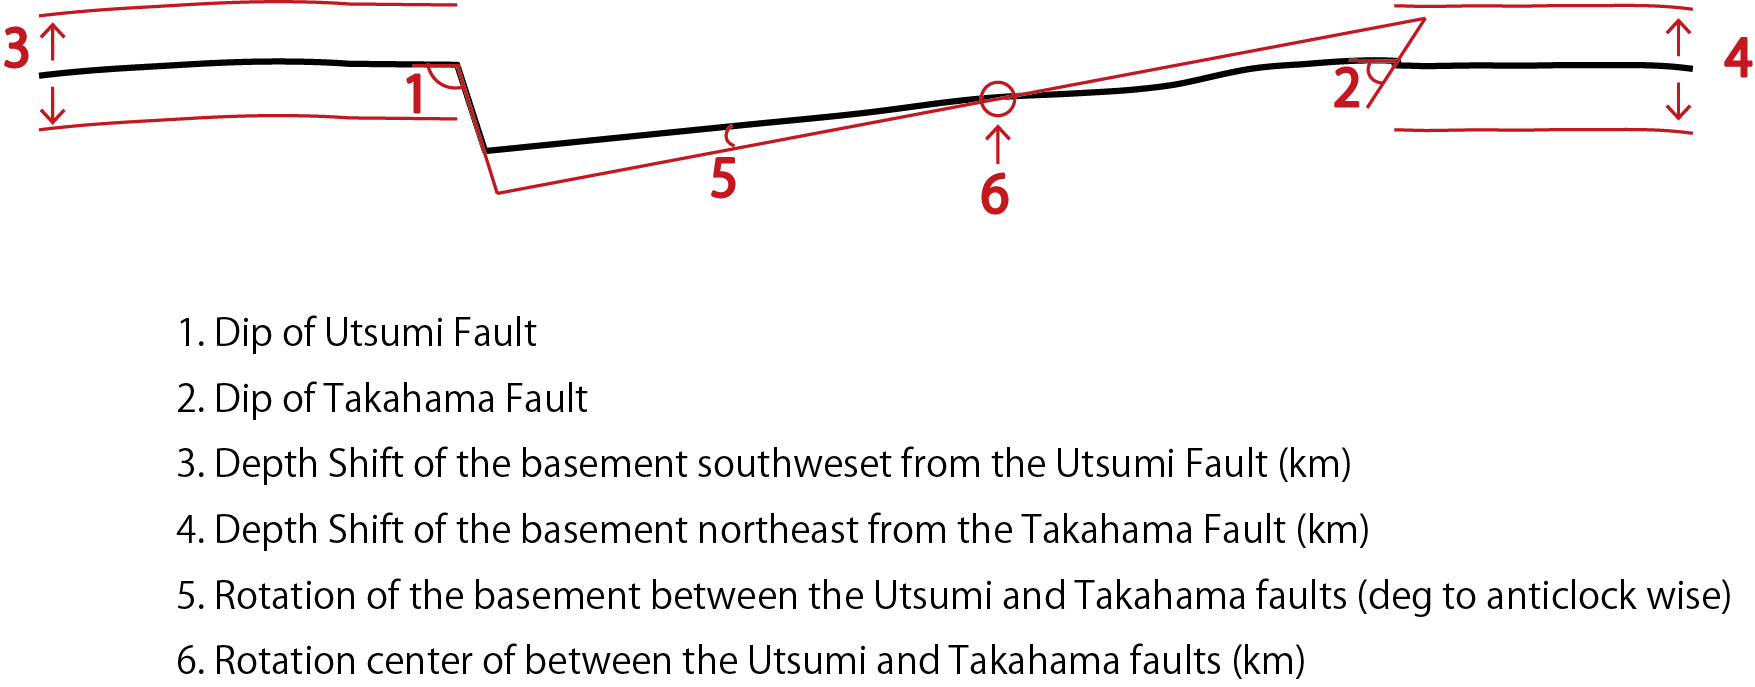 3
4
1
2
5
6
1. Dip of Utsumi Fault
2. Dip of Takahama Fault
3. Depth Shift of the basement southweset from the Utsumi Fault (km)
4. Depth Shift of the basement northeast from the Takahama Fault (km)
5. Rotation of the basement between the Utsumi and Takahama faults (deg to anticlock wise)
6. Rotation center of between the Utsumi and Takahama faults (km)